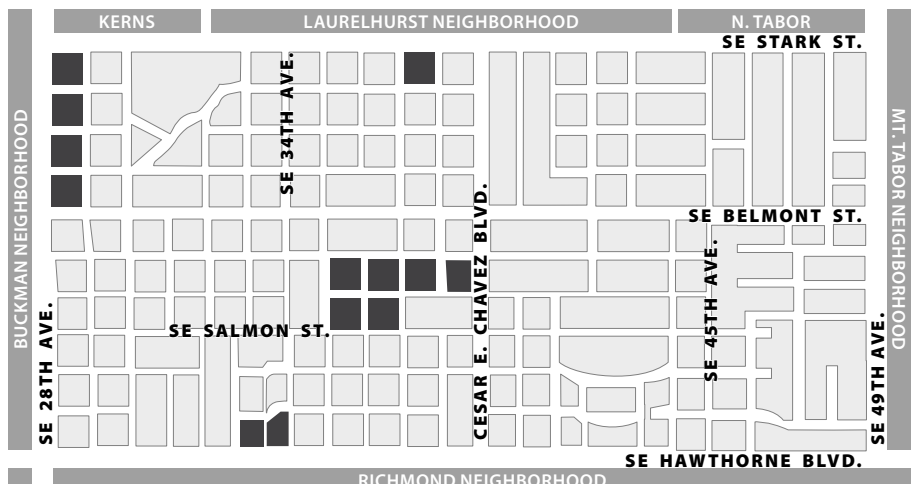 KERNS
LAURELHURST NEIGHBORHOOD
N. TABOR
SE STARK ST.
BUCKMAN NEIGHBORHOOD
SE 34TH AVE.
MT. TABOR NEIGHBORHOOD
SE BELMONT ST.
CESAR E. CHAVEZ BLVD.
SE 45TH AVE.
SE SALMON ST.
SE 28TH AVE.
SE 49TH AVE.
SE HAWTHORNE BLVD.
RICHMOND NEIGHBORHOOD